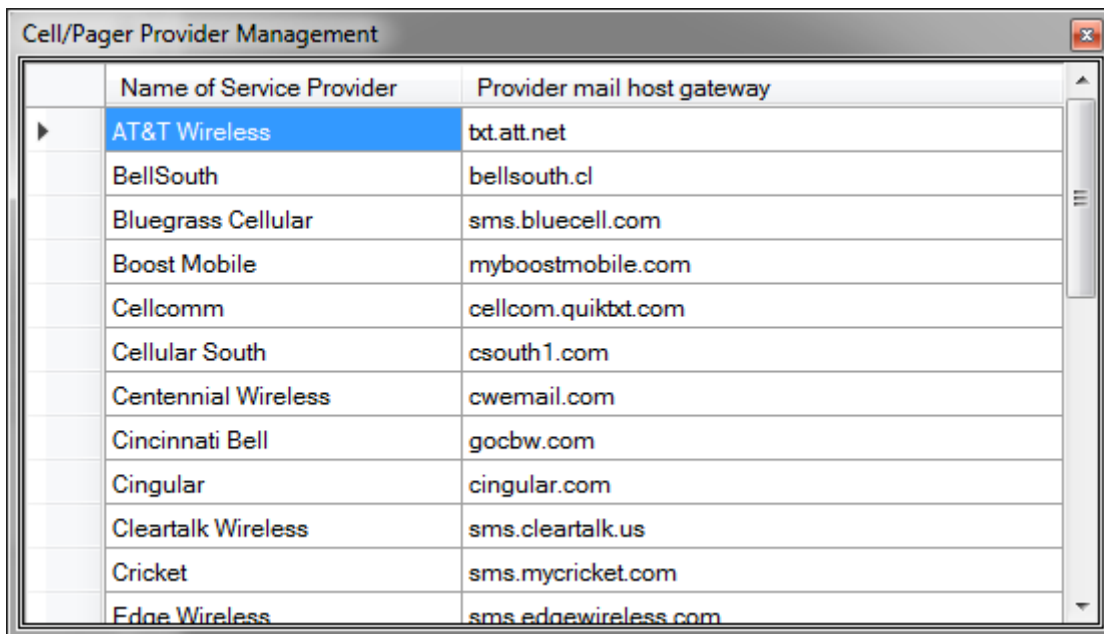 Cell/Pager Provider Management
Name of Service Provider Provider mail host gateway
AT&T Wireless txt.att.net
BellSouth bellsouth.cl
Bluegrass Cellular sms.bluecell.com
Boost Mobile myboostmobile.com
Cellcomm cellcom.quiktxt.com
Cellular South csouth1.com
Centennial Wireless cwemail.com
Cincinnati Bell gocbw.com
Cingular cingular.com
Cleartalk Wireless sms.cleartalk.us
Cricket sms.mycricket.com
Edge Wireless sms.edgewireless.com